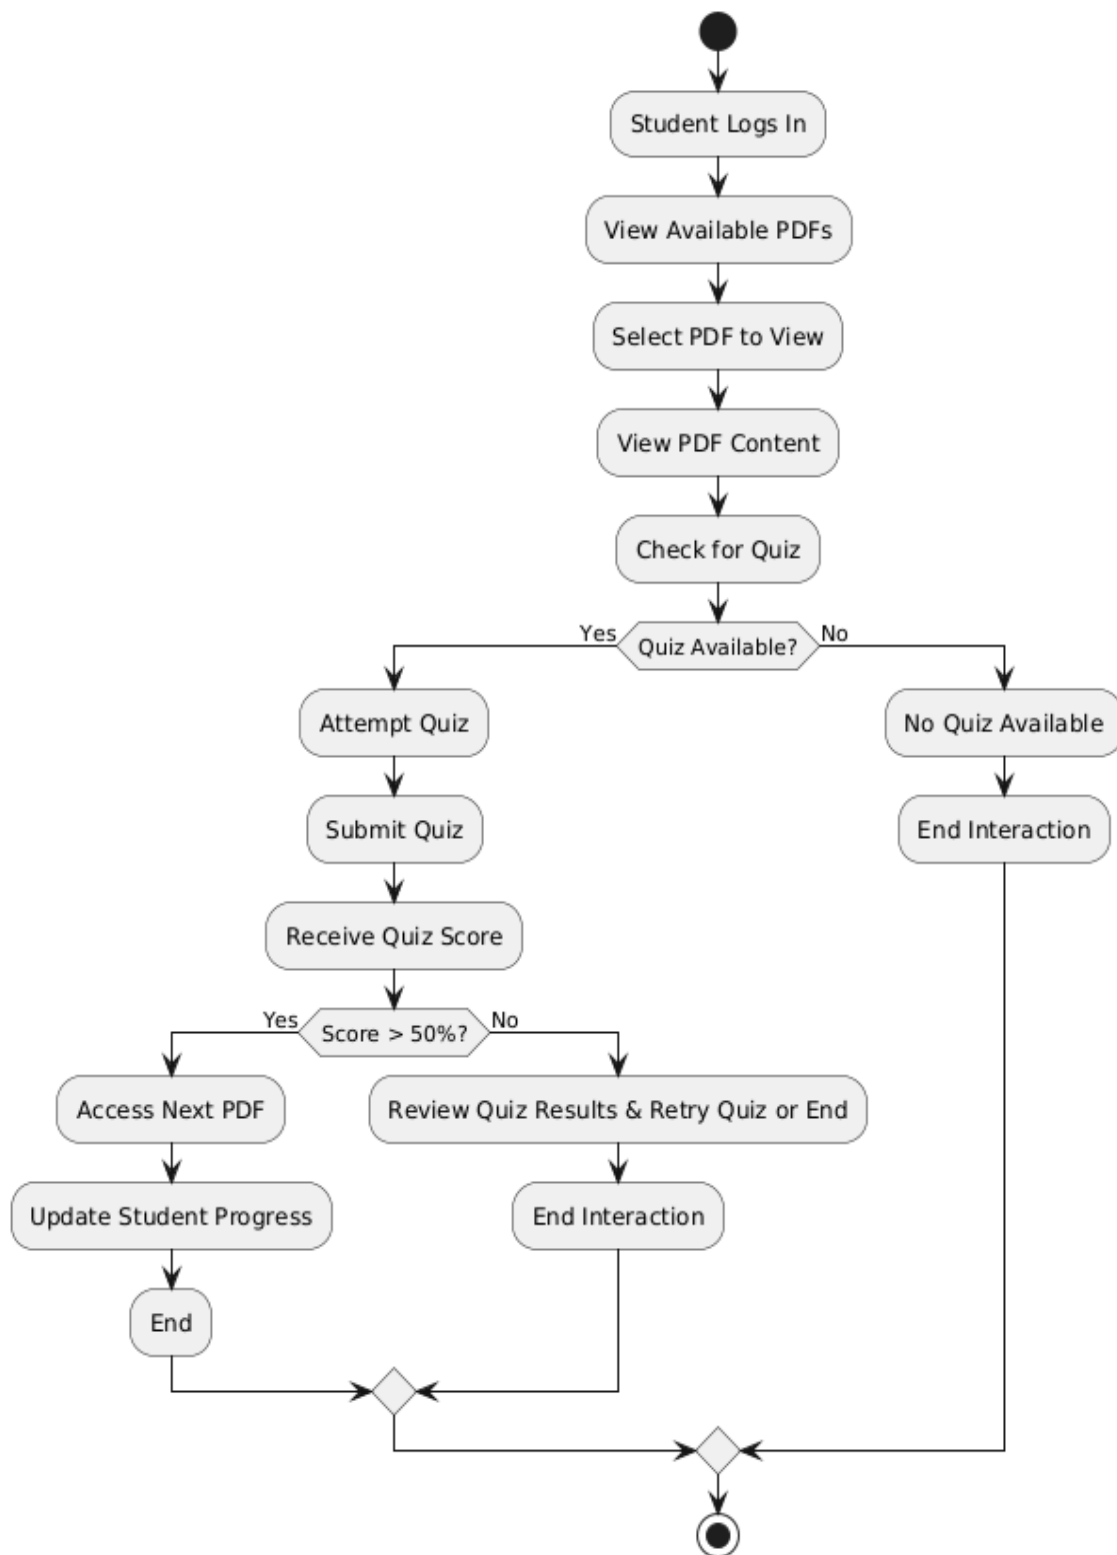 Student Logs In
View Available PDFs
Select PDF to View
View PDF Content
Check for Quiz
Yes
Quiz Available?
No
Attempt Quiz
No Quiz Available
Submit Quiz
End Interaction
Receive Quiz Score
Yes
Score > 50%?
No
Access Next PDF
Review Quiz Results & Retry Quiz or End
Update Student Progress
End Interaction
End